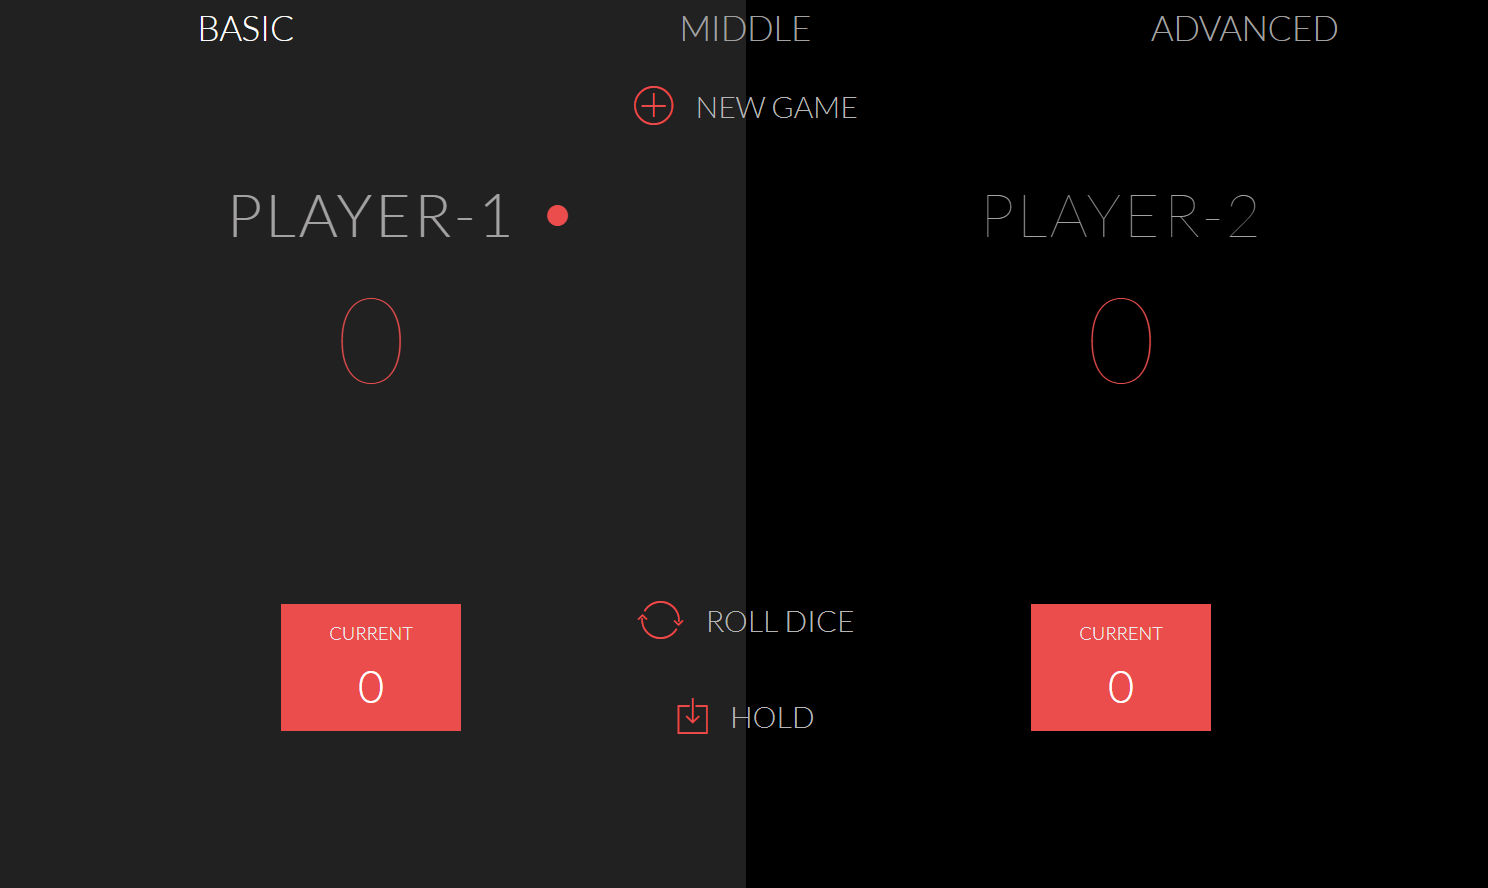 BASIC
MIDDLE
ADVANCED
NEW GAME
PLAYER-1
PLAYER-2
0
0
CURRENT
0
ROLL DICE
HOLD
CURRENT
0